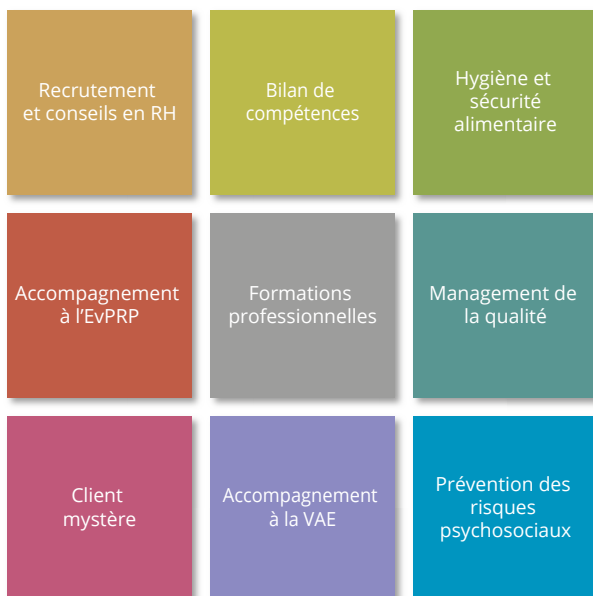 Recrutement
et conseils en RH
Bilan de
compétences
Hygiène et
sécurité
alimentaire
Accompagnement
à l'EvPRP
Formations
professionnelles
Management de
la qualité
Client
mystère
Accompagnement
à la VAE
Prévention des
risques
psychosociaux